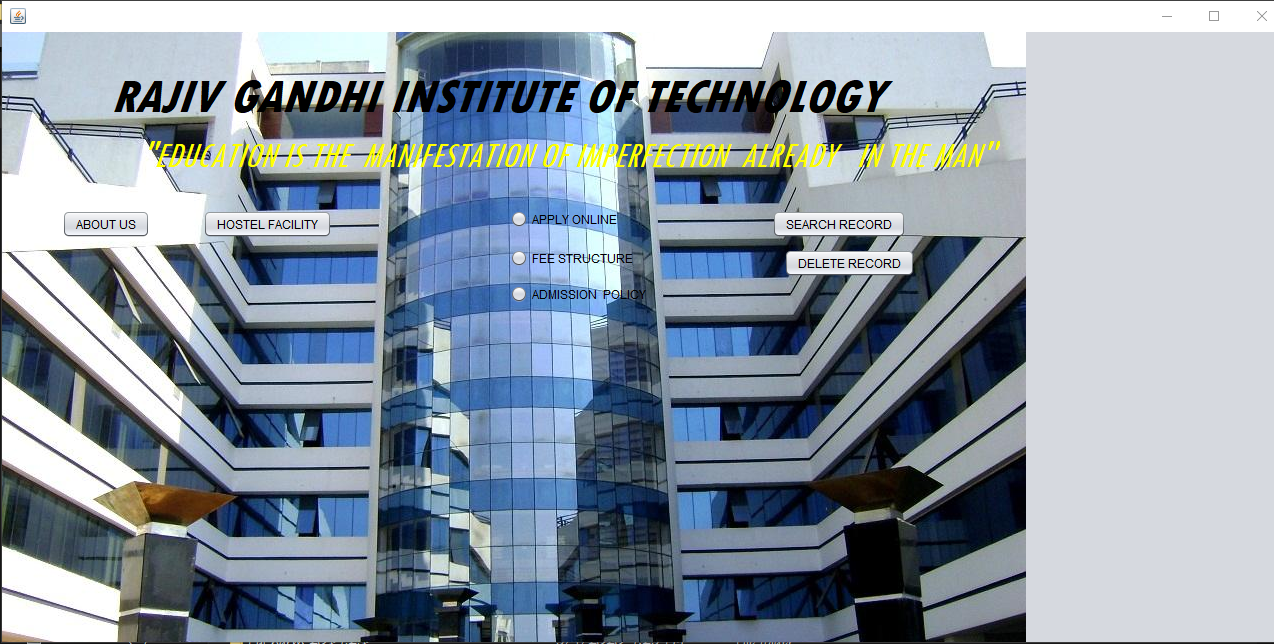 RAJIV GANDHI INSTITUTE OF TECHNOLOGY
"EDUCATION IS THE MANIFESTATION OF IMPERFECTION ALREADY IN THE MAN"
ABOUT US
HOSTEL FACILITY
APPLY ONLINE
SEARCH RECORD
FEE STRUCTURE
DELETE RECORD
ADMISSION POLICY